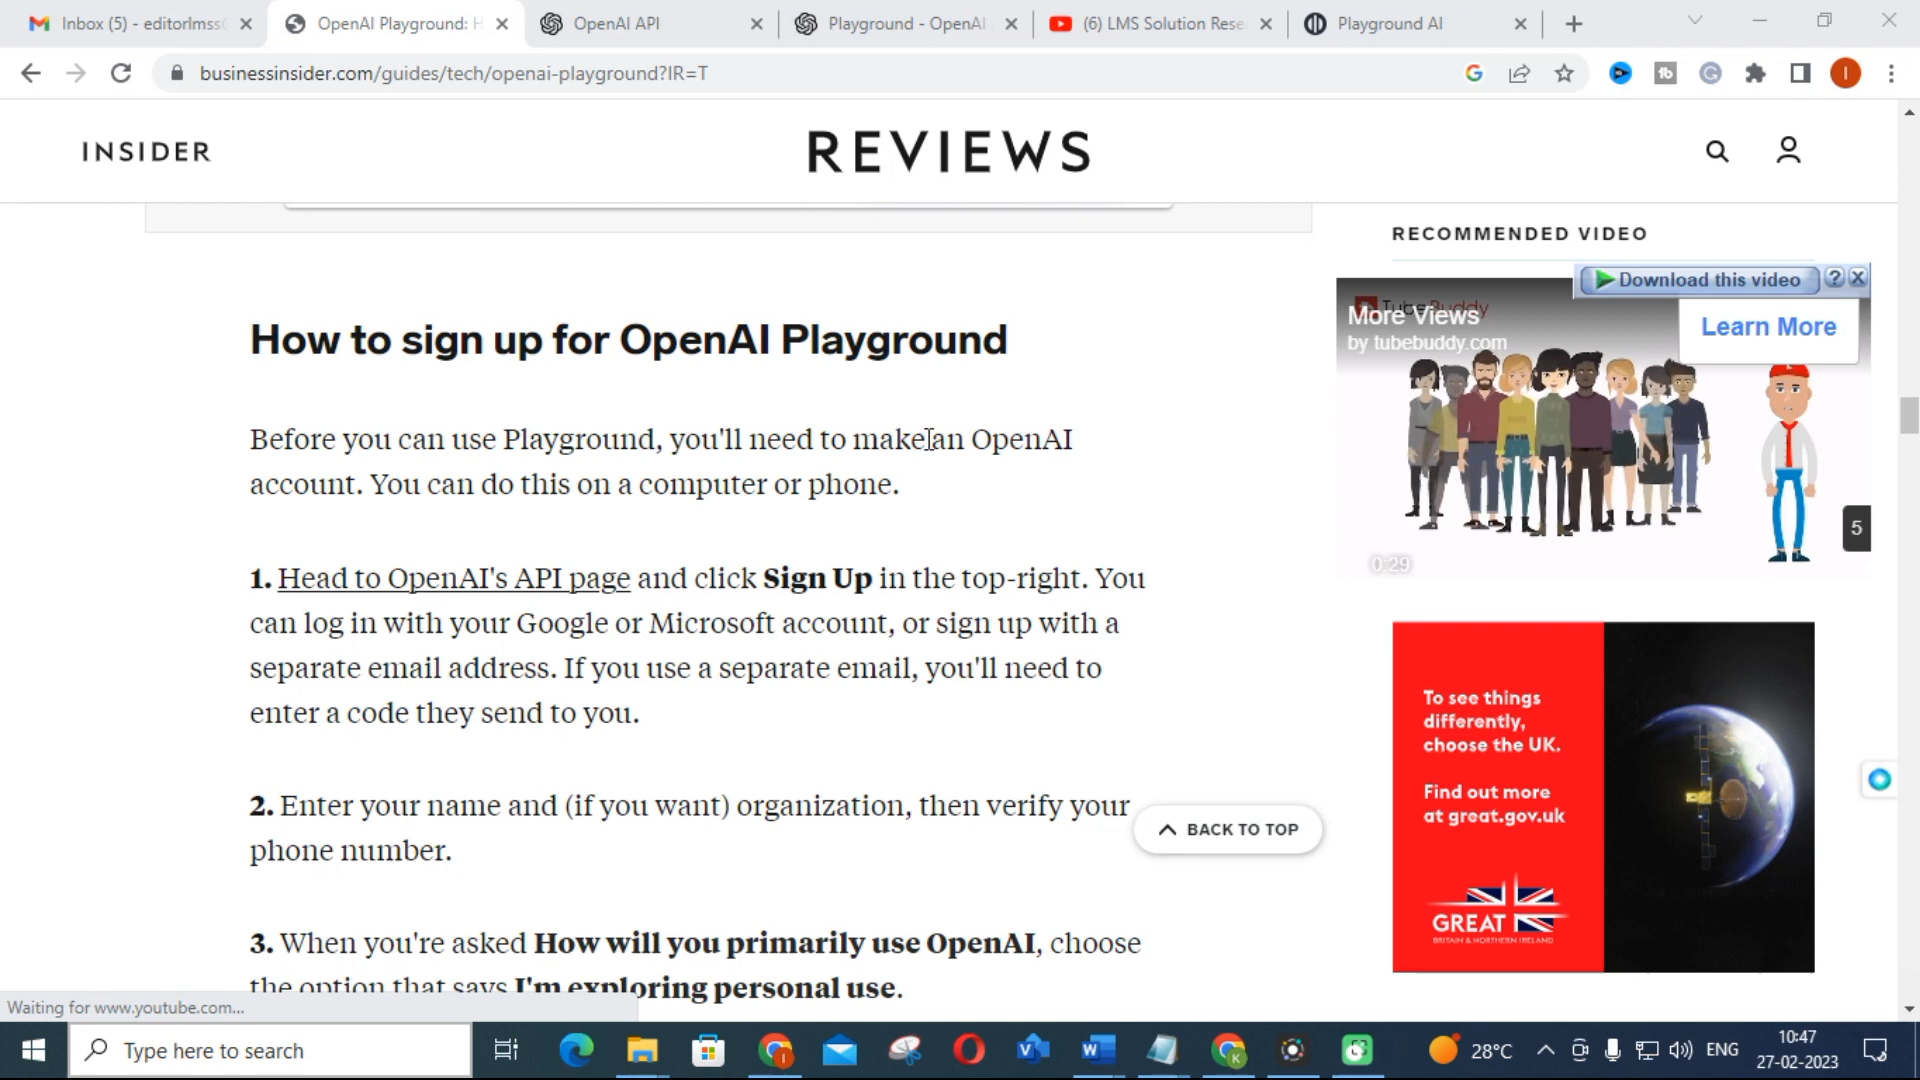 Inbox (5) - editorlmss
OpenAI Playground: H
OpenAI API
Playground - OpenAI
(6) LMS Solution Rese
Playground AI
businessinsider.com/guides/tech/openai-playground?IR=T
INSIDER
REVIEWS
RECOMMENDED VIDEO
Download this video
?
TubeBuddy
More Views
by tubebuddy.com
Learn More
5
0:29
How to sign up for OpenAI Playground
Before you can use Playground, you'll need to make an OpenAI
account. You can do this on a computer or phone.
1. Head to OpenAI's API page and click Sign Up in the top-right. You
can log in with your Google or Microsoft account, or sign up with a
separate email address. If you use a separate email, you'll need to
enter a code they send to you.
2. Enter your name and (if you want) organization, then verify your
phone number.
3. When you're asked How will you primarily use OpenAI, choose
the option that says I'm exploring personal use.
BACK TO TOP
To see things
differently,
choose the UK.
Find out more
at great.gov.uk
GREAT
BRITAIN & NORTHERN IRELAND
Waiting for www.youtube.com...
Type here to search
28°C
ENG
10:47
27-02-2023